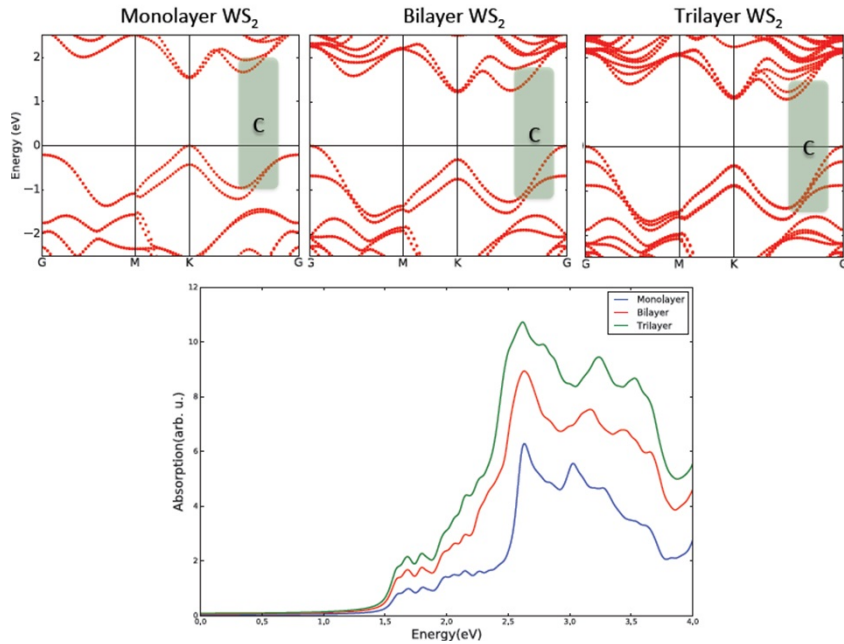 Monolayer WS₂ Bilayer WS₂ Trilayer WS₂
Energy (eV)
2
1
0
−1
−2
C
C
C
G M K G
G M K G
G M K G
Absorption(arb. u.)
12
10
8
6
4
2
0
Monolayer
Bilayer
Trilayer
0,0 0,5 1,0 1,5 2,0 2,5 3,0 3,5 4,0
Energy(eV)